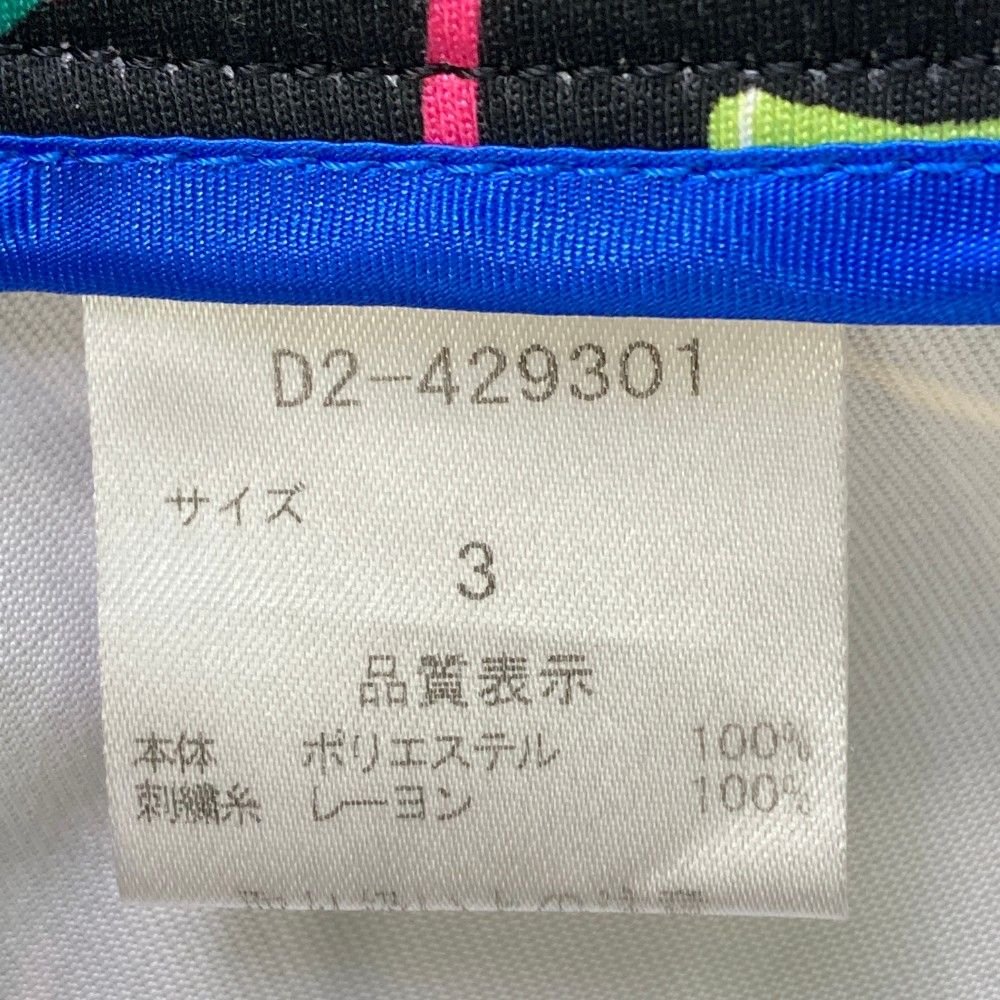 D2-429301
サイズ
3
品質表示
本体 ポリエステル 100%
刺繍糸 レーヨン 100%